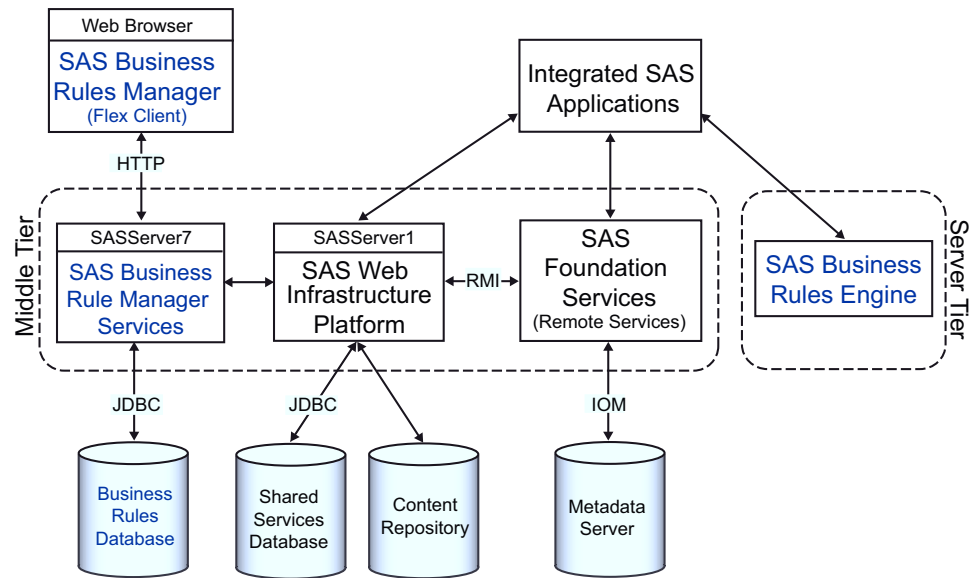 Web Browser
SAS Business
Rules Manager
(Flex Client)
Integrated SAS
Applications
HTTP
Middle Tier
SASServer7
SAS Business
Rule Manager
Services
SASServer1
SAS Web
Infrastructure
Platform
RMI
SAS
Foundation
Services
(Remote Services)
SAS Business
Rules Engine
Server Tier
JDBC
JDBC
IOM
Business
Rules
Database
Shared
Services
Database
Content
Repository
Metadata
Server